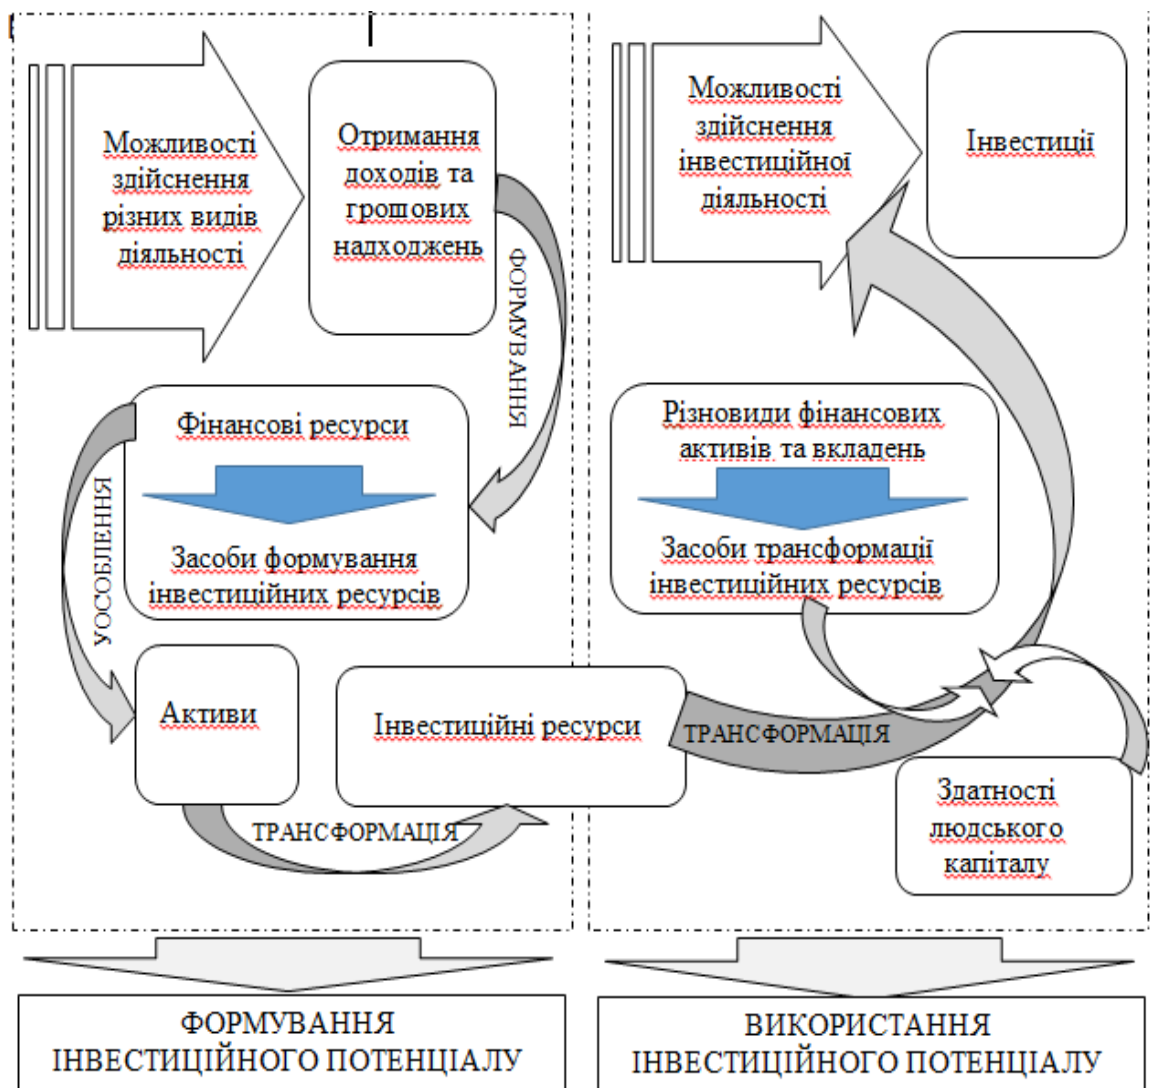 Можливості
здійснення
різних видів
діяльності
Отримання
доходів та
грошових
надходжень
ФОРМУВАННЯ
Фінансові ресурси
Засоби формування
інвестиційних ресурсів
УОСОБЛЕННЯ
Активи
ТРАНСФОРМАЦІЯ
Інвестиційні ресурси
Можливості
здійснення
інвестиційної
діяльності
Інвестиції
Різновиди фінансових
активів та вкладень
Засоби трансформації
інвестиційних ресурсів
ТРАНСФОРМАЦІЯ
Здатності
людського
капіталу
ФОРМУВАННЯ
ІНВЕСТИЦІЙНОГО ПОТЕНЦІАЛУ
ВИКОРИСТАННЯ
ІНВЕСТИЦІЙНОГО ПОТЕНЦІАЛУ